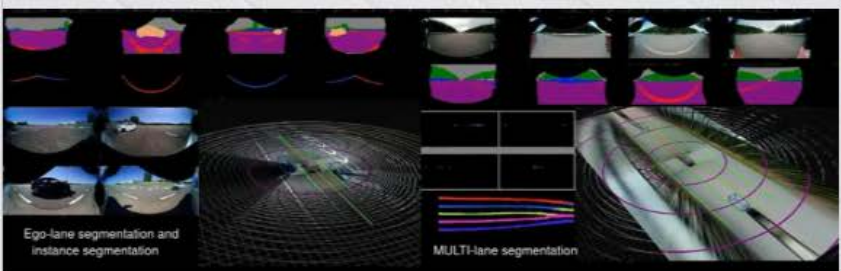 Ego-lane segmentation and
instance segmentation
MULTI-lane segmentation